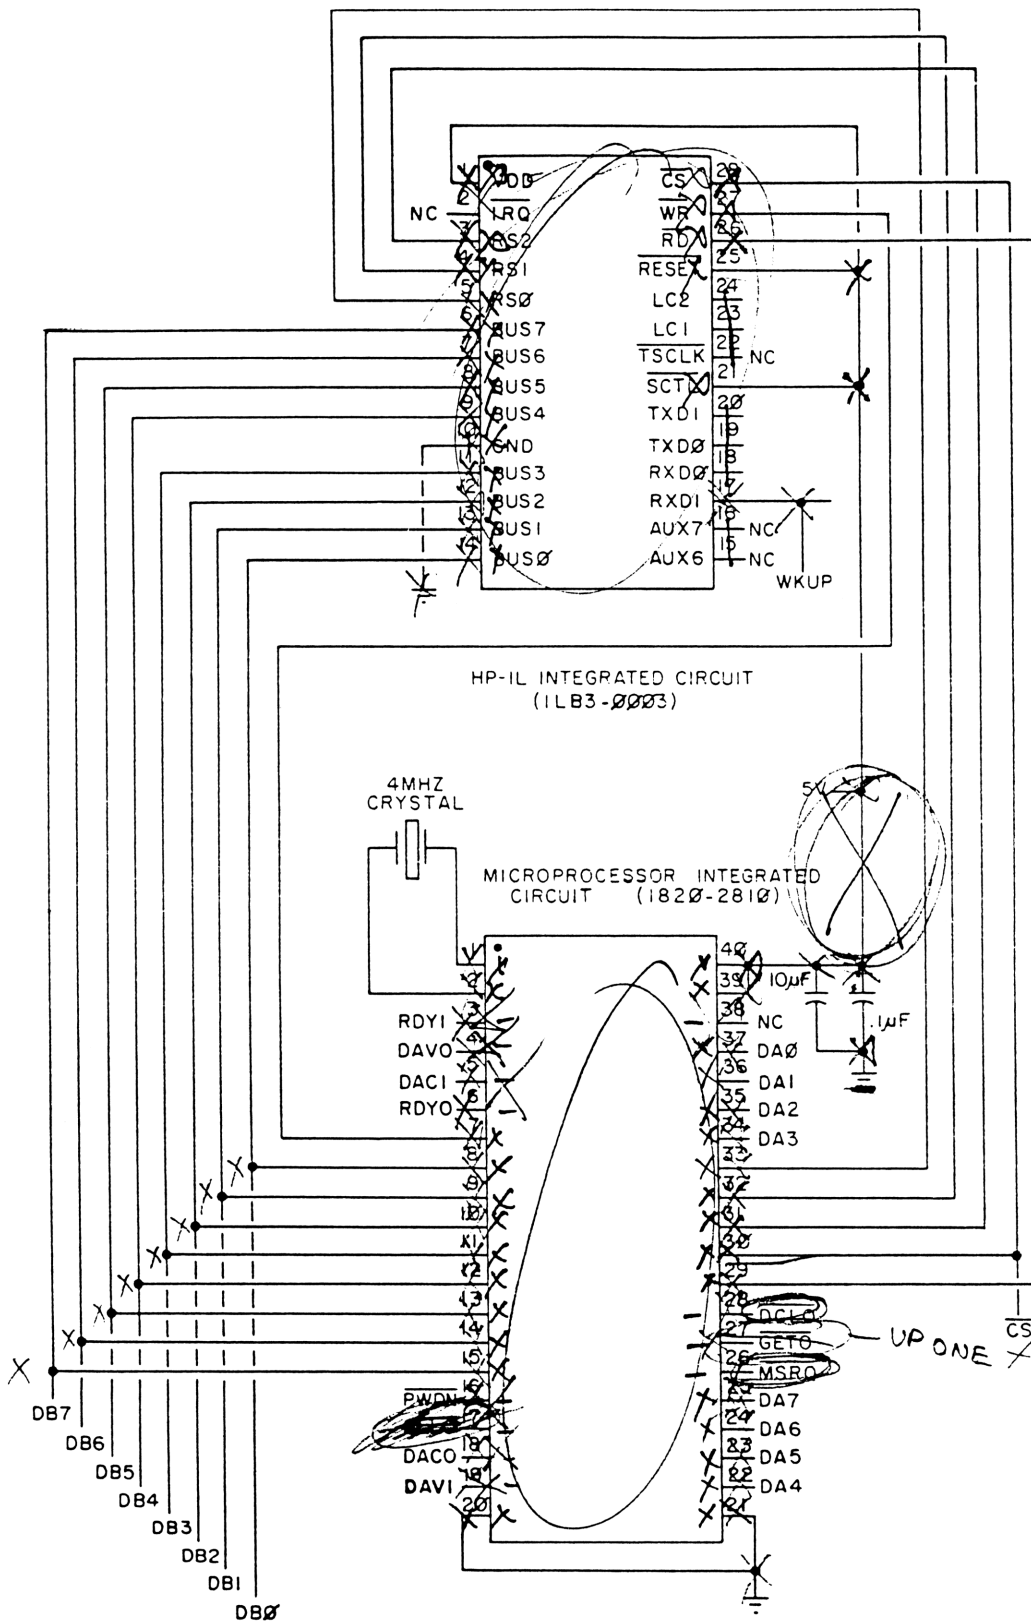 1 VDD CS 28
2 IRQ WR 27
NC
3 RS2 RD 26
4 RS1 RESET 25
5 RSØ LC2 24
6 BUS7 LC1 23
7 BUS6 TSCLK 22 NC
8 BUS5 SCTL 21
9 BUS4 TXD1 20
10 GND TXDØ 19
11 BUS3 RXDØ 18
12 BUS2 RXD1 17
13 BUS1 AUX7 16 NC
14 BUSØ AUX6 15 NC
WKUP
HP-IL INTEGRATED CIRCUIT
(1LB3-ØØØ3)
4MHZ
CRYSTAL
5V
MICROPROCESSOR INTEGRATED
CIRCUIT (182Ø-281Ø)
1 40
2 39 10µF
RDY1 3 38 NC .1µF
DAVO 4 37 DAØ
DAC1 5 36 DA1
RDYO 6 35 DA2
7 34 DA3
8 33
9 32
10 31
11 30
12 29
13 28 DCLO
14 27 GETO UP ONE CS
15 26 MSRO
PWDN 16 25 DA7
17 24 DA6
DACO 18 23 DA5
DAV1 19 22 DA4
20 21
DB7
DB6
DB5
DB4
DB3
DB2
DB1
DBØ